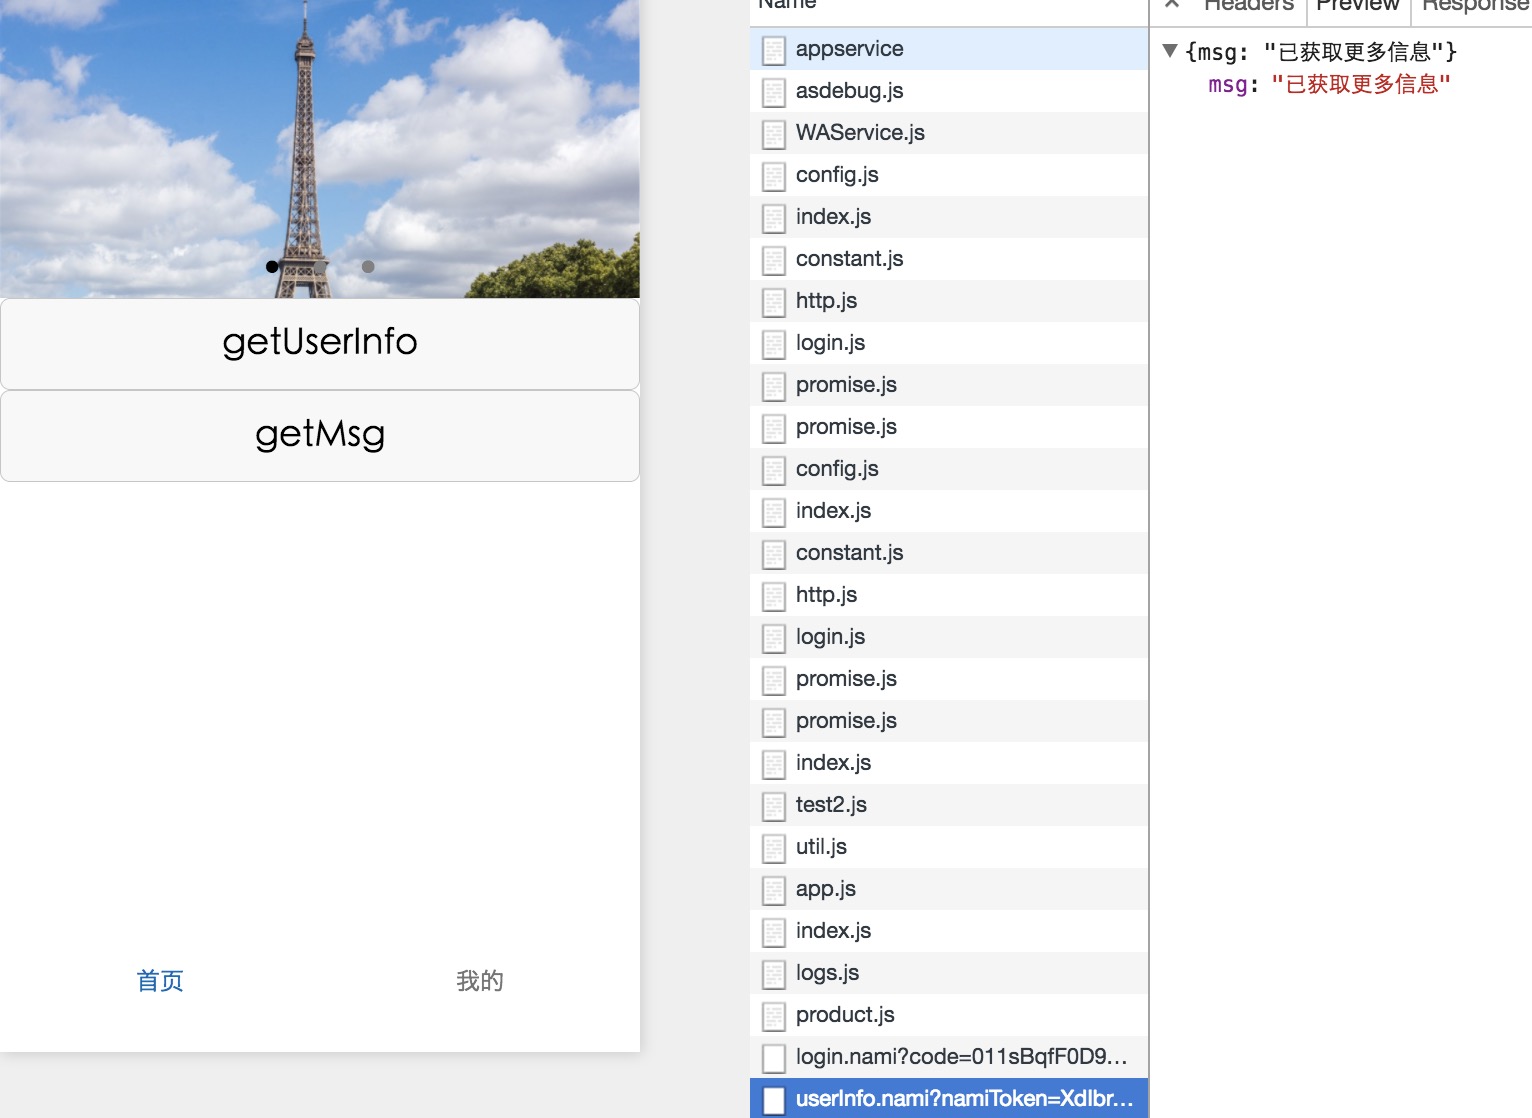 getUserInfo
getMsg
首页
我的
Name
appservice
asdebug.js
WAService.js
config.js
index.js
constant.js
http.js
login.js
promise.js
promise.js
config.js
index.js
constant.js
http.js
login.js
promise.js
promise.js
index.js
test2.js
util.js
app.js
index.js
logs.js
product.js
login.nami?code=011sBqfF0D9...
userInfo.nami?namiToken=XdIbr...
× Headers Preview Response
▼{msg: "已获取更多信息"}
msg: "已获取更多信息"